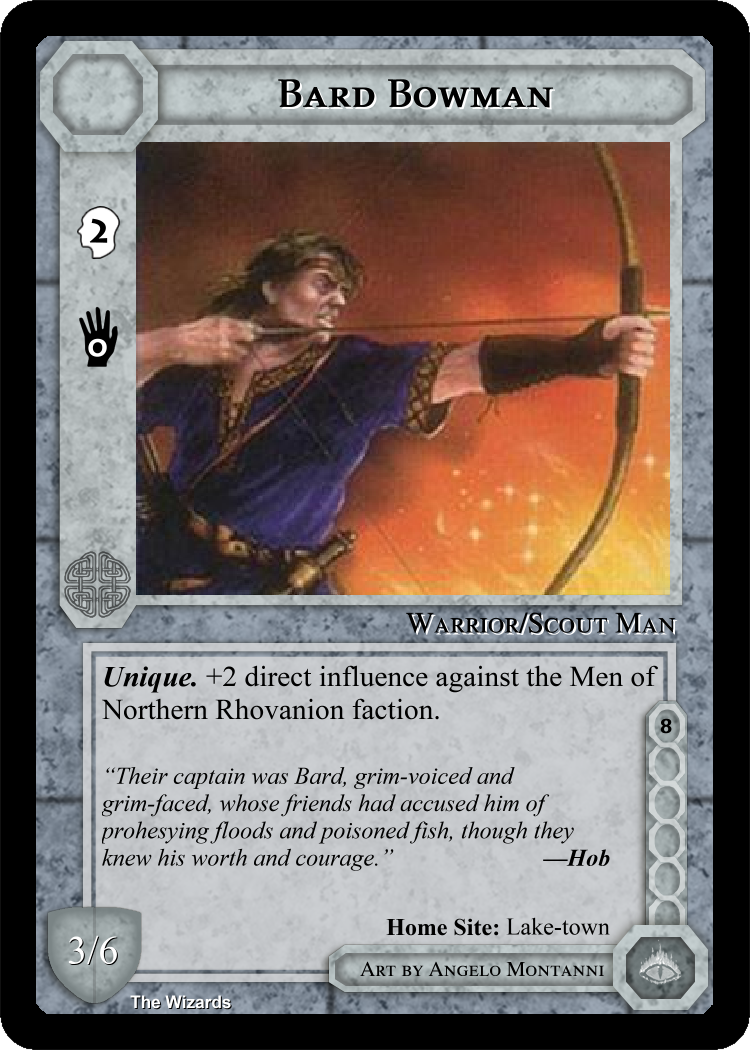 Bard Bowman
2
0
Warrior/Scout Man
Unique. +2 direct influence against the Men of
Northern Rhovanion faction.
8
“Their captain was Bard, grim-voiced and
grim-faced, whose friends had accused him of
prohesying floods and poisoned fish, though they
knew his worth and courage.” —Hob
Home Site: Lake-town
3/6
Art by Angelo Montanni
The Wizards